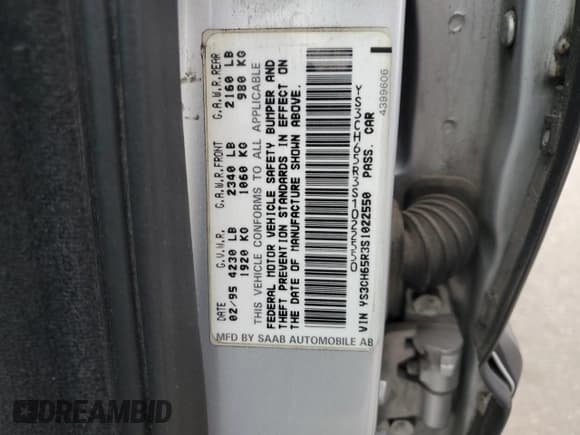 DATE G.V.W.R. G.A.W.R.FRONT G.A.W.R.REAR
02/95 4230 LB 2340 LB 2160 LB
1920 KG 1060 KG 980 KG
THIS VEHICLE CONFORMS TO ALL APPLICABLE
FEDERAL MOTOR VEHICLE SAFETY BUMPER AND
THEFT PREVENTION STANDARDS IN EFFECT ON
THE DATE OF MANUFACTURE SHOWN ABOVE.
YS3CH65R3S1022550
VIN YS3CH65R3S1022550 PASS. CAR
4399606
MFD BY SAAB AUTOMOBILE AB
DREAMBID